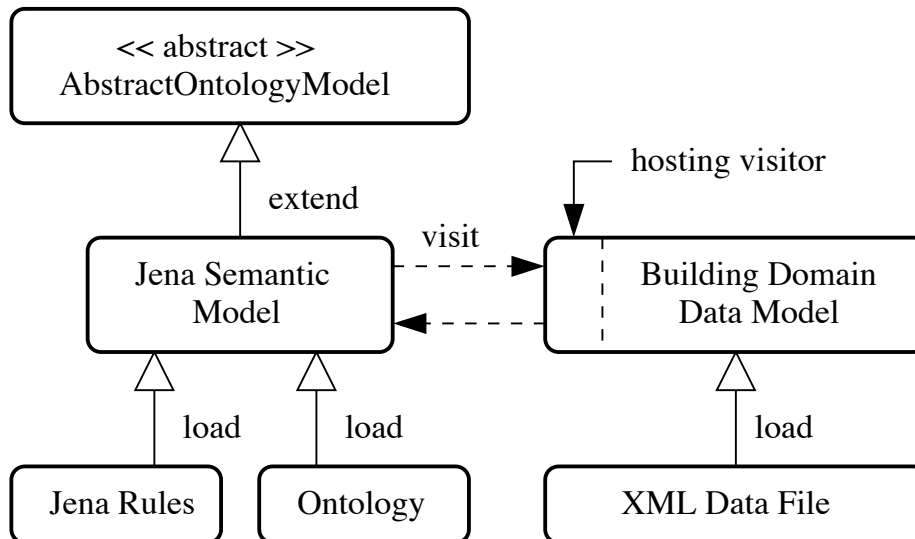 << abstract >>
AbstractOntologyModel
hosting visitor
extend
visit
Jena Semantic
Model
Building Domain
Data Model
load
load
load
Jena Rules
Ontology
XML Data File